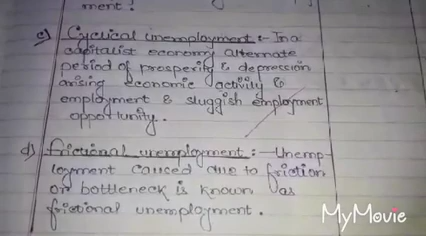 ment :
c) Cyclical unemployment :- In a
capitalist economy alternate
period of prosperity & depression
arising economic activity &
employment & sluggish employment
opportunity..
d) Frictional unemployment :- Unemp-
loyment caused due to friction
or bottleneck is known as
frictional unemployment.
MyMovie